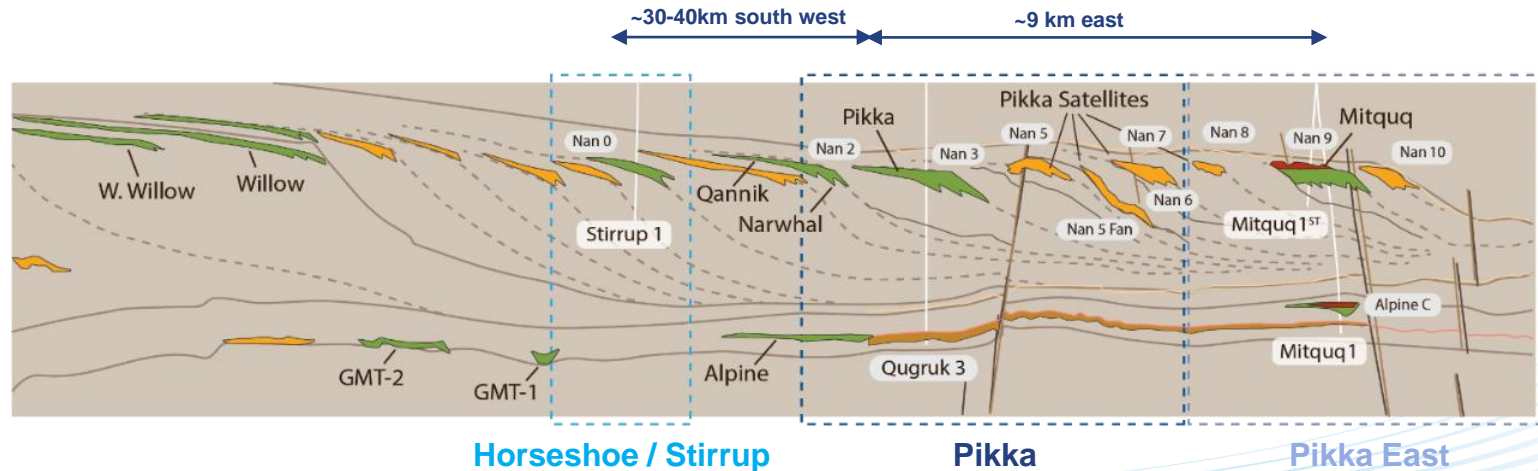 ~30-40km south west
~9 km east
Pikka Satellites
Pikka
Mitquq
Nan 0
Nan 2
Nan 3
Nan 5
Nan 7
Nan 8
Nan 9
Nan 10
W. Willow
Willow
Qannik
Narwhal
Nan 6
Nan 5 Fan
Stirrup 1
Mitquq 1ST
Alpine C
GMT-2
GMT-1
Alpine
Qugruk 3
Mitquq 1
Horseshoe / Stirrup
Pikka
Pikka East